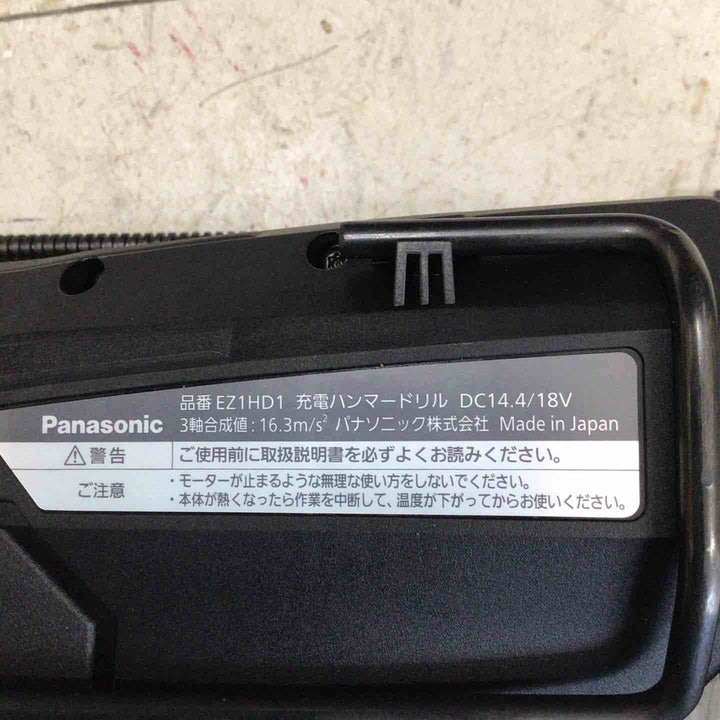 Panasonic
品番 EZ1HD1 充電ハンマードリル DC14.4/18V
3軸合成値:16.3m/s² パナソニック株式会社 Made in Japan
⚠警告 ご使用前に取扱説明書を必ずよくお読みください。
ご注意
・モーターが止まるような無理な使い方をしないでください。
・本体が熱くなったら作業を中断して、温度が下がってからお使いください。